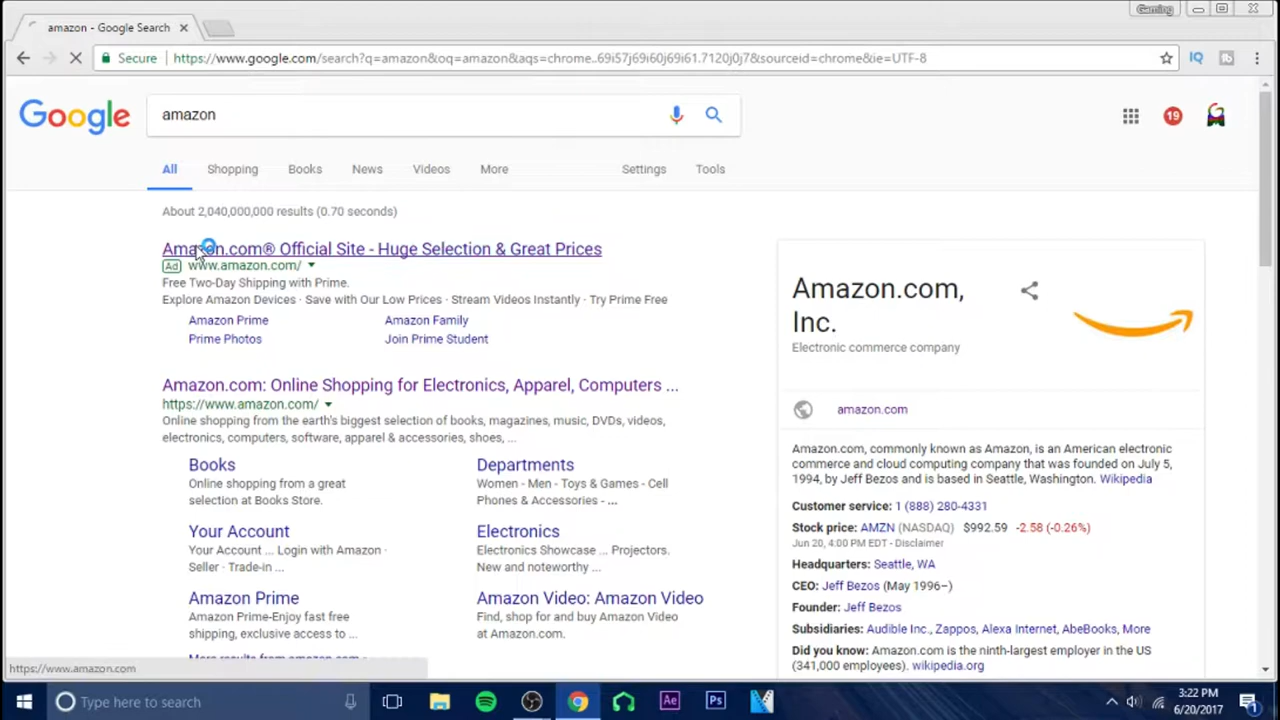 Gaming
amazon - Google Search
Secure https://www.google.com/search?q=amazon&oq=amazon&aqs=chrome..69i57j69i60j69i61.7120j0j7&sourceid=chrome&ie=UTF-8
IQ
Google
amazon
19
All Shopping Books News Videos More Settings Tools
About 2,040,000,000 results (0.70 seconds)
Amazon.com® Official Site - Huge Selection & Great Prices
Ad www.amazon.com/
Free Two-Day Shipping with Prime.
Explore Amazon Devices · Save with Our Low Prices · Stream Videos Instantly · Try Prime Free
Amazon Prime Amazon Family
Prime Photos Join Prime Student
Amazon.com: Online Shopping for Electronics, Apparel, Computers ...
https://www.amazon.com/
Online shopping from the earth's biggest selection of books, magazines, music, DVDs, videos,
electronics, computers, software, apparel & accessories, shoes, ...
Books
Online shopping from a great
selection at Books Store.
Departments
Women - Men - Toys & Games - Cell
Phones & Accessories - ...
Your Account
Your Account ... Login with Amazon ·
Seller · Trade-in ...
Electronics
Electronics Showcase ... Projectors.
New and noteworthy ...
Amazon Prime
Amazon Prime-Enjoy fast free
shipping, exclusive access to ...
Amazon Video: Amazon Video
Find, shop for and buy Amazon Video
at Amazon.com.
More results from amazon.com
https://www.amazon.com
Amazon.com,
Inc.
Electronic commerce company
amazon.com
Amazon.com, commonly known as Amazon, is an American electronic
commerce and cloud computing company that was founded on July 5,
1994, by Jeff Bezos and is based in Seattle, Washington. Wikipedia
Customer service: 1 (888) 280-4331
Stock price: AMZN (NASDAQ) $992.59 -2.58 (-0.26%)
Jun 20, 4:00 PM EDT - Disclaimer
Headquarters: Seattle, WA
CEO: Jeff Bezos (May 1996–)
Founder: Jeff Bezos
Subsidiaries: Audible Inc., Zappos, Alexa Internet, AbeBooks, More
Did you know: Amazon.com is the ninth-largest employer in the US
(341,000 employees). wikipedia.org
Type here to search
Ae
Ps
3:22 PM
6/20/2017
1